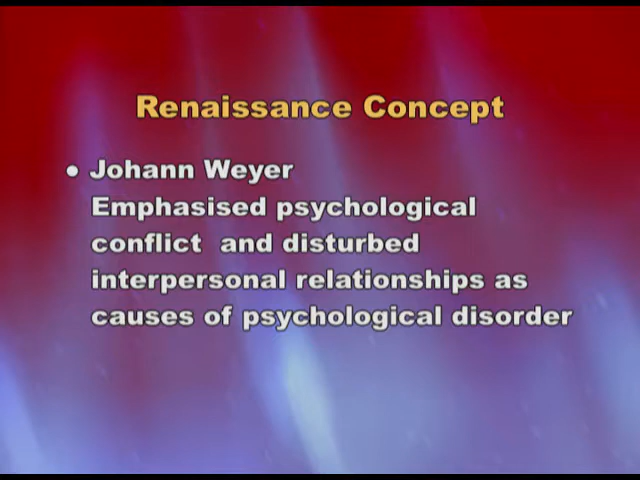 Renaissance Concept
• Johann Weyer
Emphasised psychological
conflict and disturbed
interpersonal relationships as
causes of psychological disorder